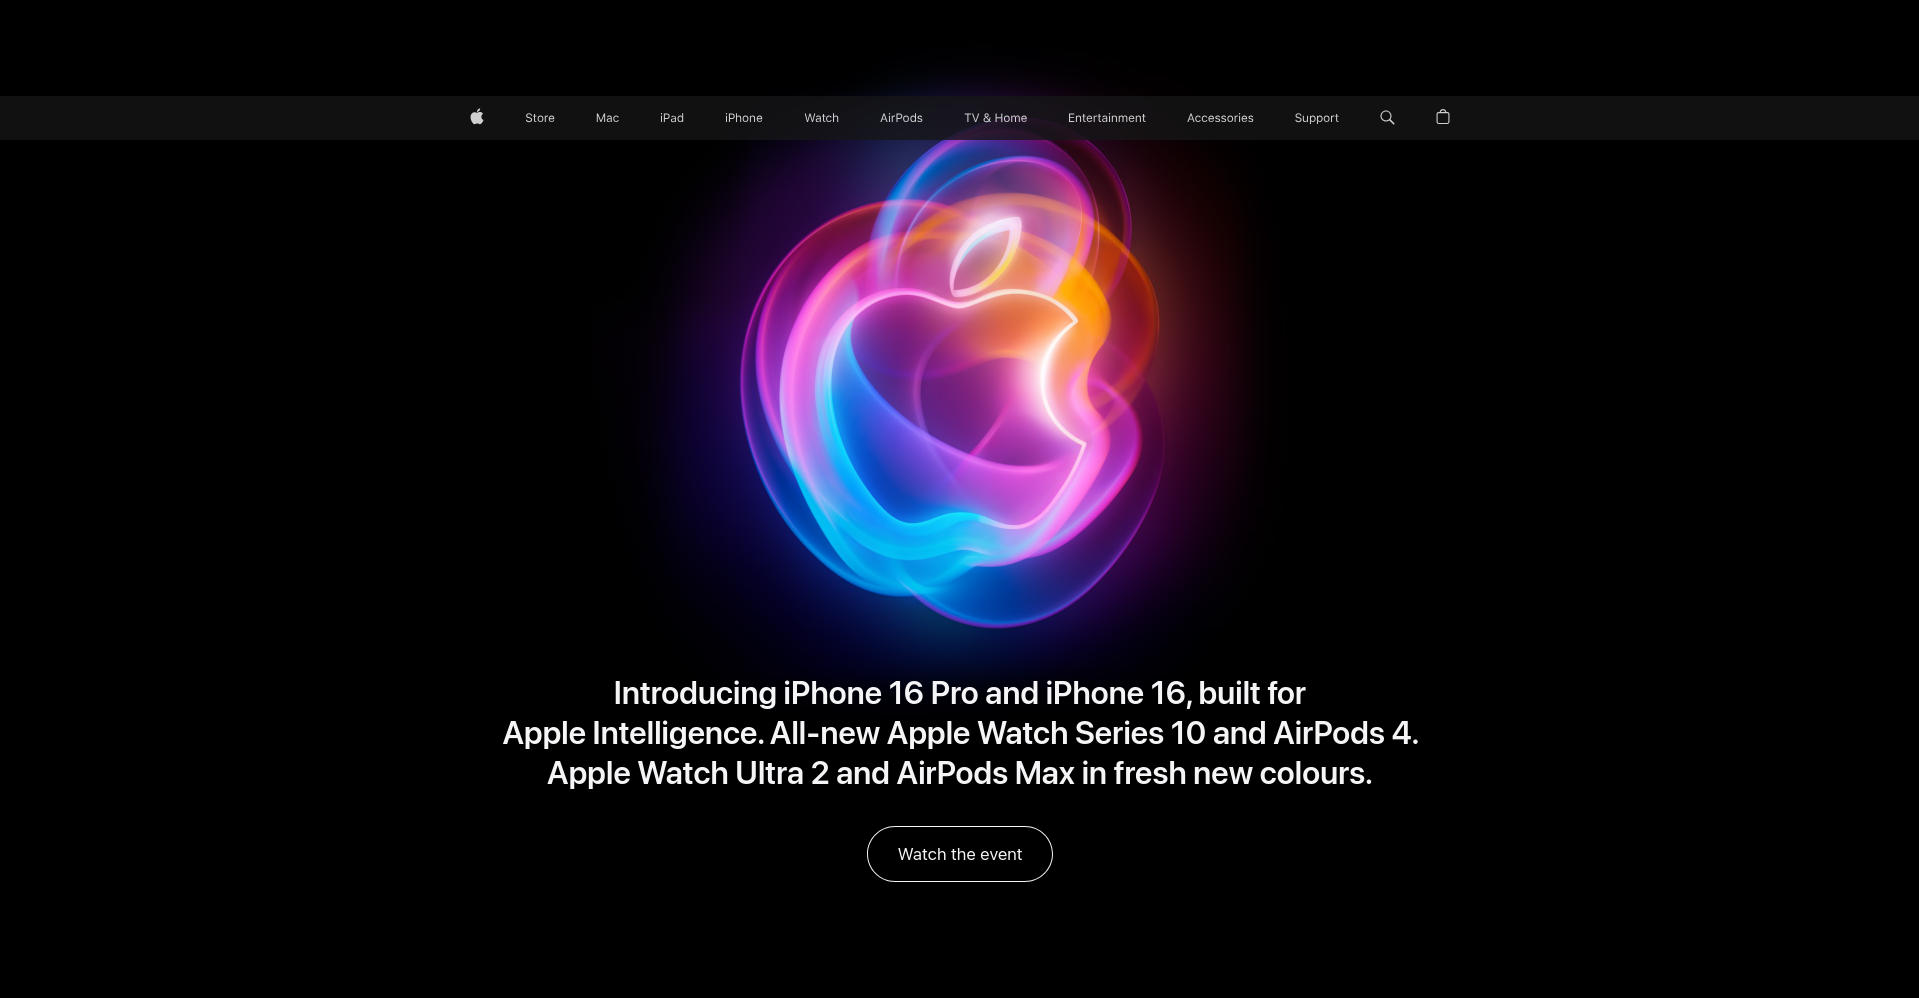 Store Mac iPad iPhone Watch AirPods TV & Home Entertainment Accessories Support
Introducing iPhone 16 Pro and iPhone 16, built for
Apple Intelligence. All-new Apple Watch Series 10 and AirPods 4.
Apple Watch Ultra 2 and AirPods Max in fresh new colours.
Watch the event